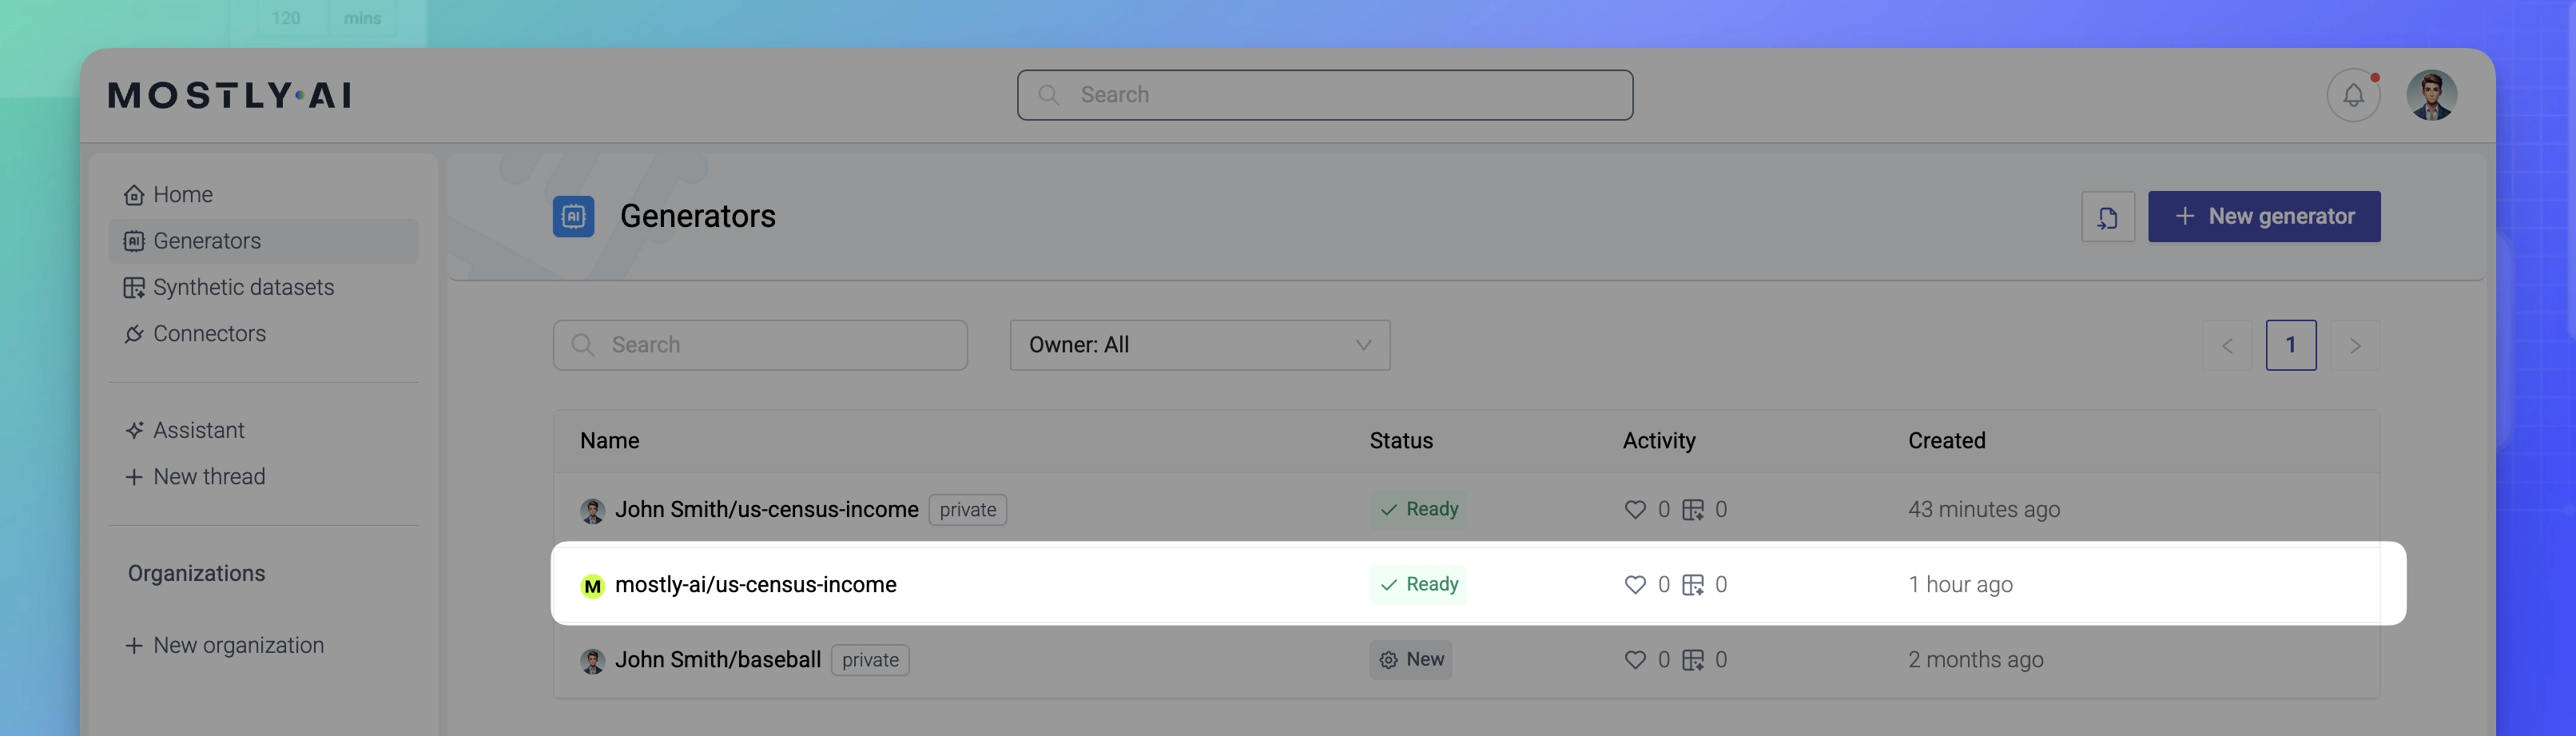 120 mins
MOSTLY·AI
Search
Home
Generators
Synthetic datasets
Connectors
Assistant
+ New thread
Organizations
+ New organization
Generators
+ New generator
Search
Owner: All
< 1 >
Name Status Activity Created
John Smith/us-census-income private Ready 0 0 43 minutes ago
M mostly-ai/us-census-income Ready 0 0 1 hour ago
John Smith/baseball private New 0 0 2 months ago